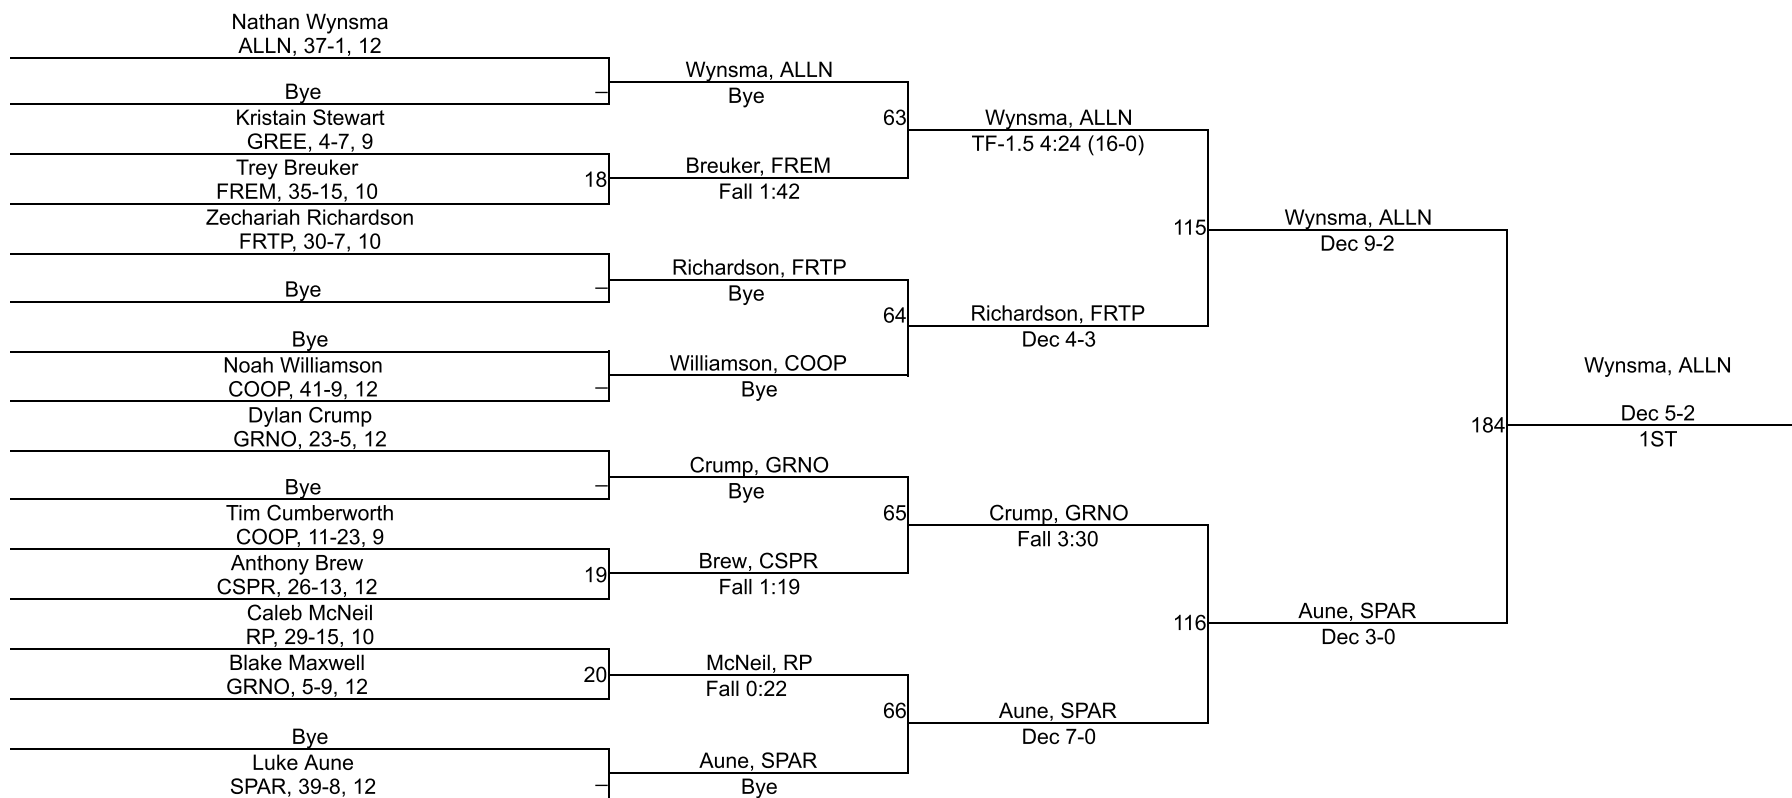 Nathan Wynsma
ALLN, 37-1, 12
Bye
Kristain Stewart
GREE, 4-7, 9
Trey Breuker
FREM, 35-15, 10
Zechariah Richardson
FRTP, 30-7, 10
Bye
Bye
Noah Williamson
COOP, 41-9, 12
Dylan Crump
GRNO, 23-5, 12
Bye
Tim Cumberworth
COOP, 11-23, 9
Anthony Brew
CSPR, 26-13, 12
Caleb McNeil
RP, 29-15, 10
Blake Maxwell
GRNO, 5-9, 12
Bye
Luke Aune
SPAR, 39-8, 12
18
19
20
Wynsma, ALLN
Bye
Breuker, FREM
Fall 1:42
Richardson, FRTP
Bye
Williamson, COOP
Bye
Crump, GRNO
Bye
Brew, CSPR
Fall 1:19
McNeil, RP
Fall 0:22
Aune, SPAR
Bye
63
64
65
66
Wynsma, ALLN
TF-1.5 4:24 (16-0)
Richardson, FRTP
Dec 4-3
Crump, GRNO
Fall 3:30
Aune, SPAR
Dec 7-0
115
116
Wynsma, ALLN
Dec 9-2
Aune, SPAR
Dec 3-0
184
Wynsma, ALLN
Dec 5-2
1ST